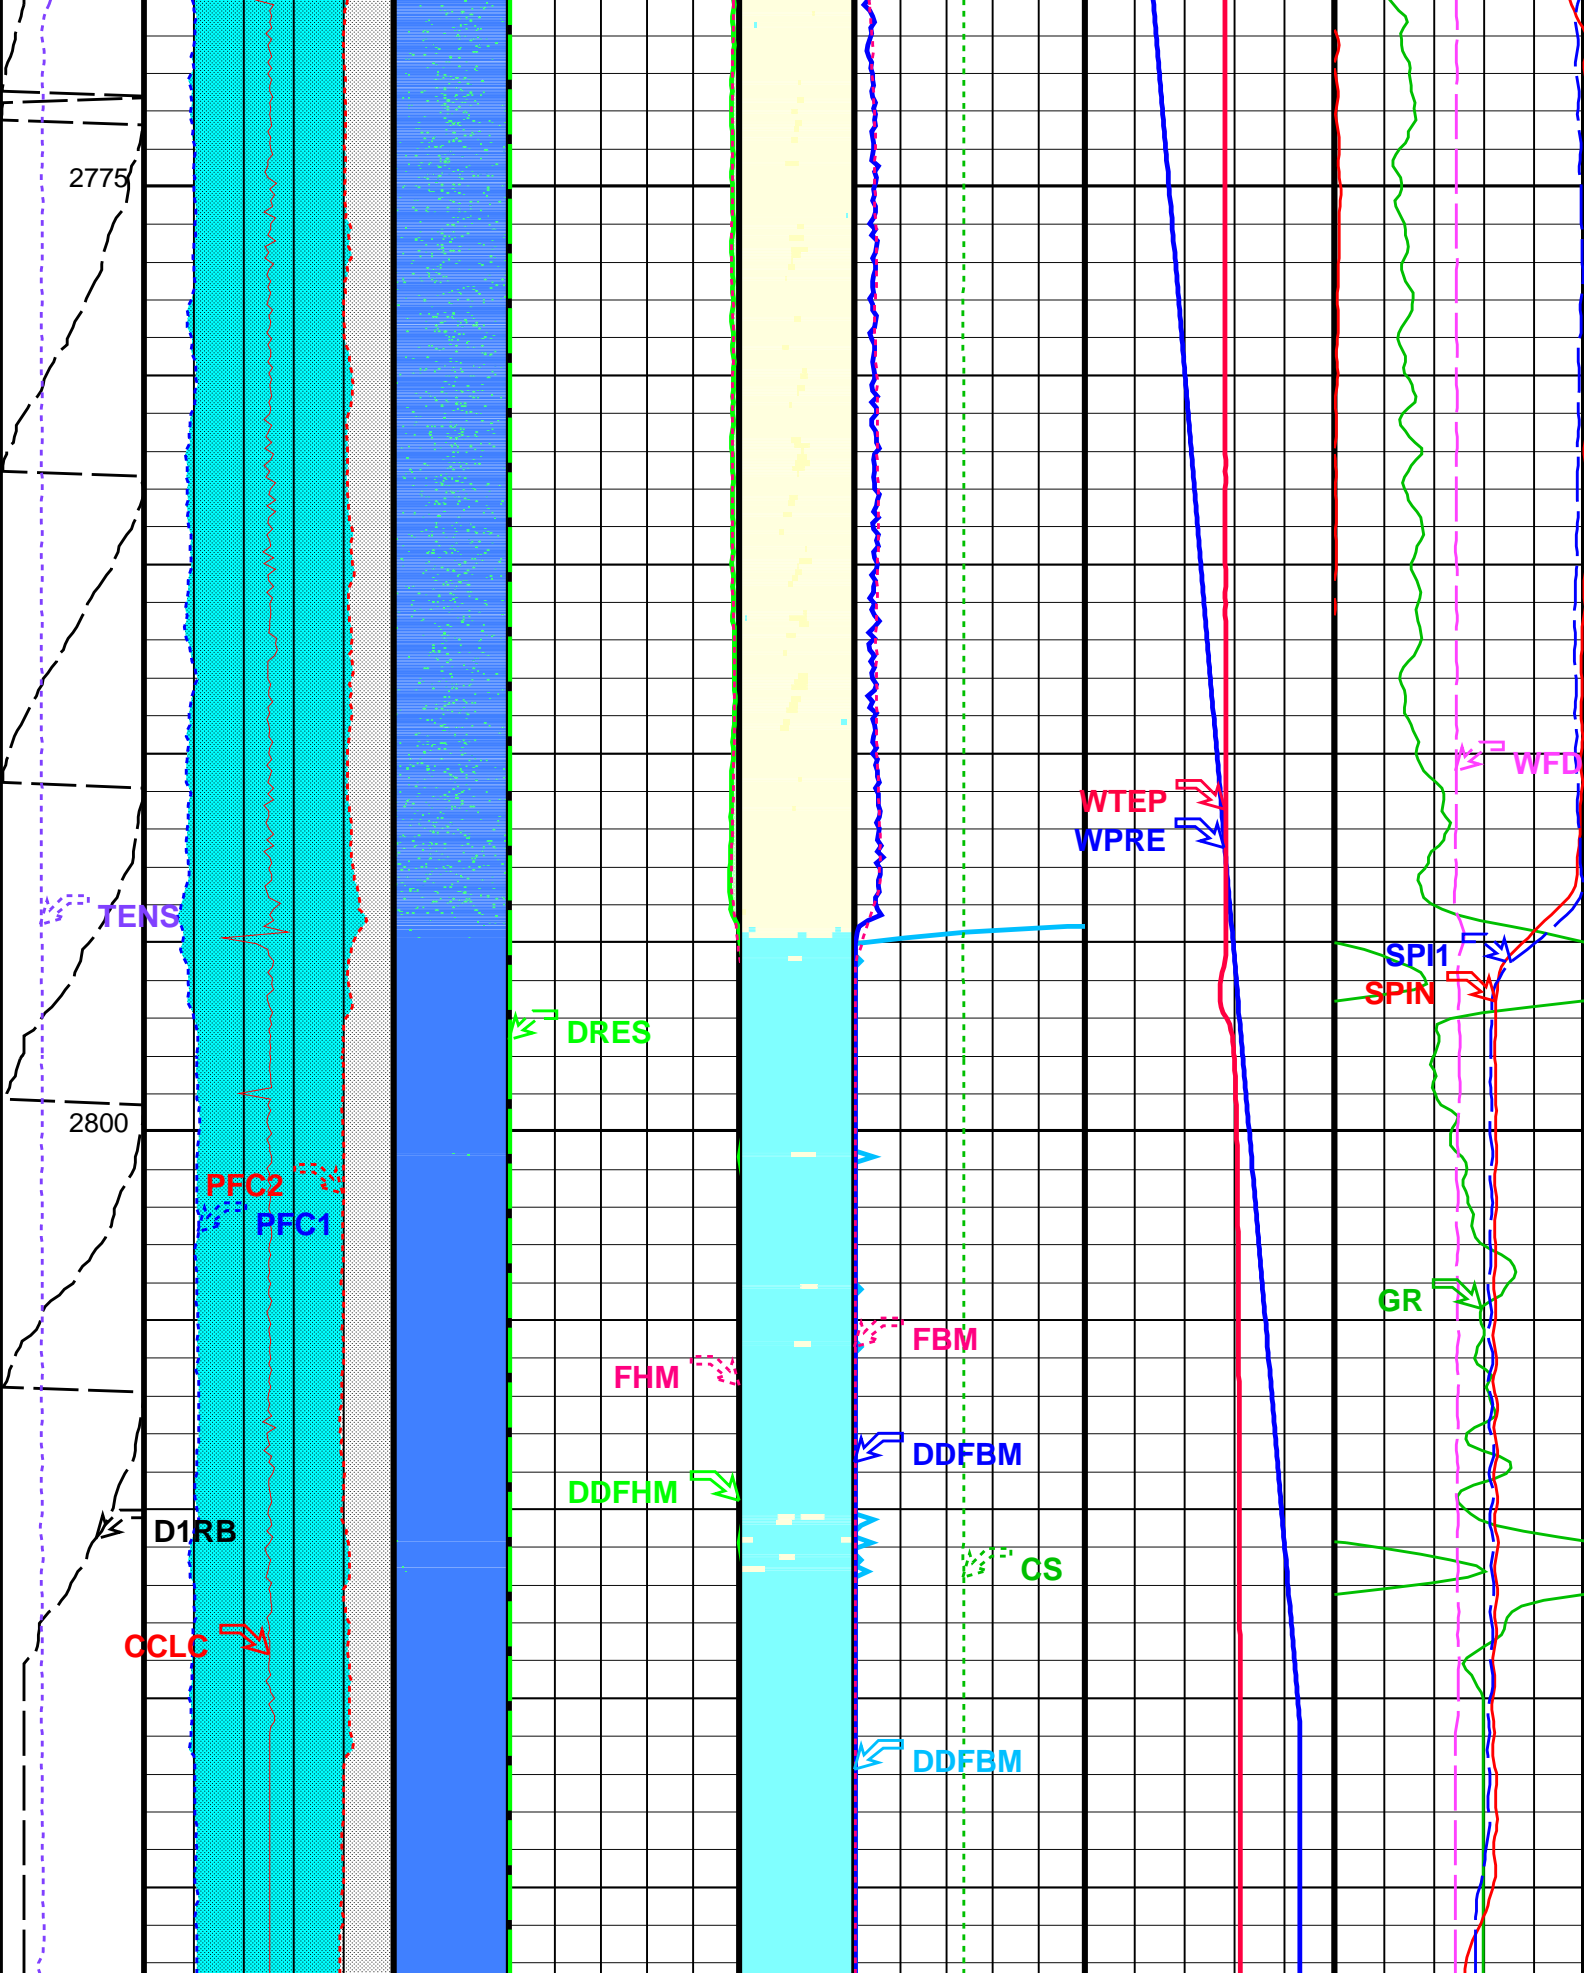 2775
WFD
WTEP
WPRE
TENS
SPI1
SPIN
DRES
2800
PFC2
PFC1
GR
FBM
FHM
DDFBM
DDFHM
D1RB
CS
CCLC
DDFBM